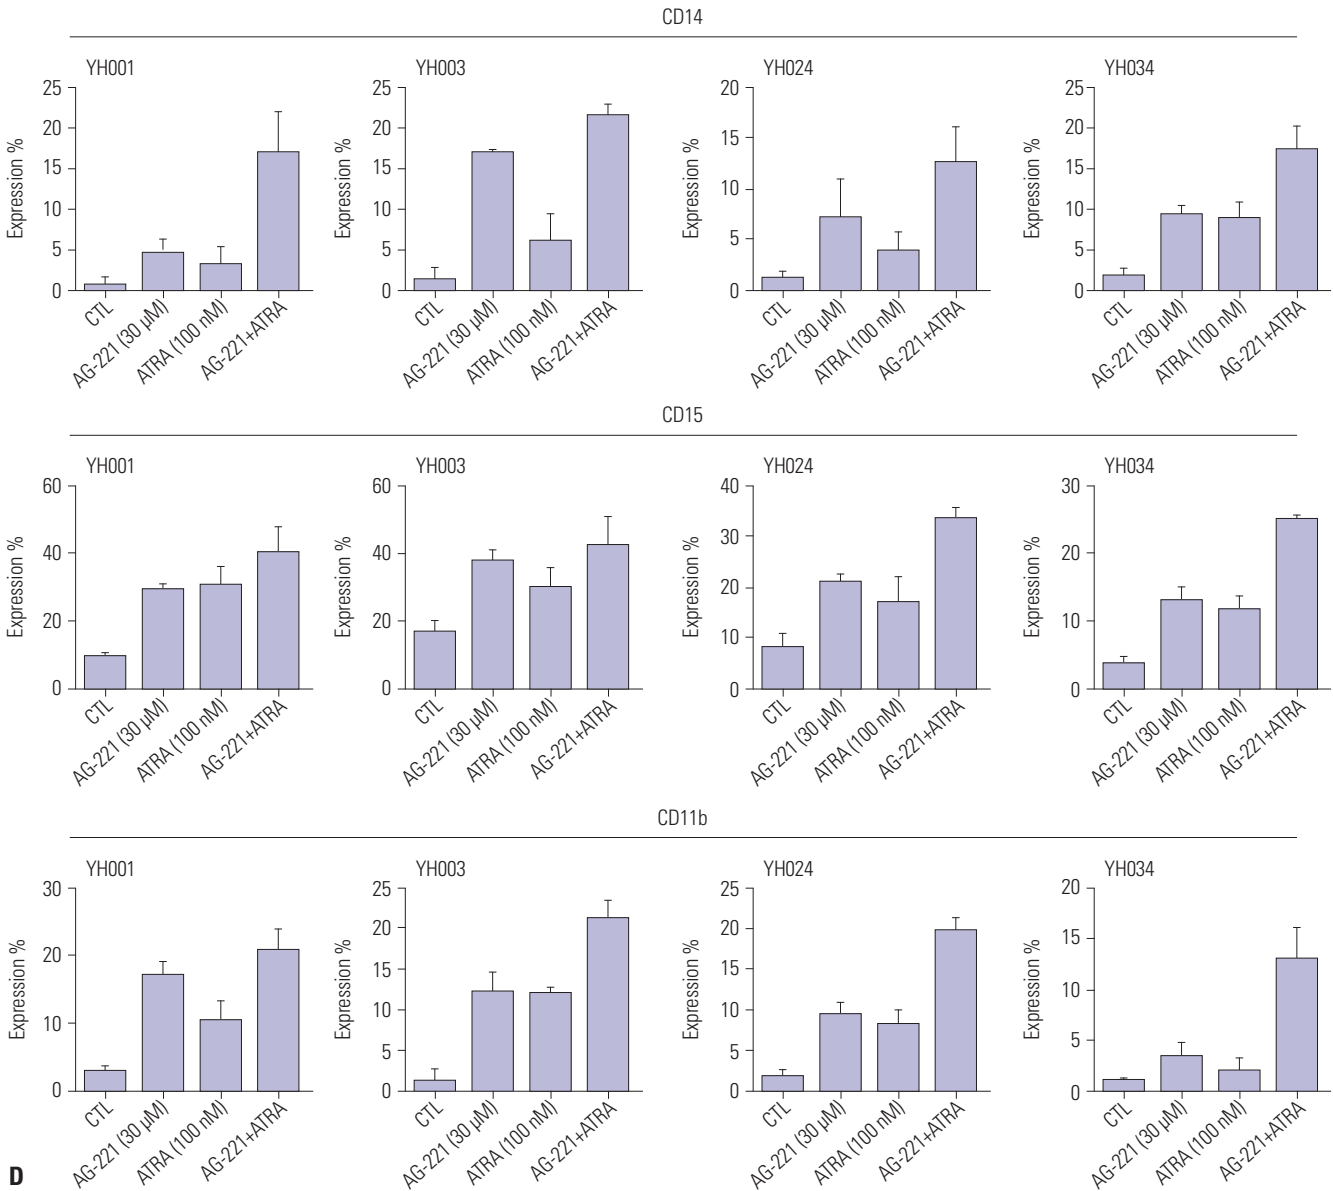 CD14
YH001
YH003
YH024
YH034
Expression %
25
20
15
10
5
0
CTL
AG-221 (30 µM)
ATRA (100 nM)
AG-221+ATRA
Expression %
25
20
15
10
5
0
CTL
AG-221 (30 µM)
ATRA (100 nM)
AG-221+ATRA
Expression %
20
15
10
5
0
CTL
AG-221 (30 µM)
ATRA (100 nM)
AG-221+ATRA
Expression %
25
20
15
10
5
0
CTL
AG-221 (30 µM)
ATRA (100 nM)
AG-221+ATRA
CD15
YH001
YH003
YH024
YH034
Expression %
60
40
20
0
CTL
AG-221 (30 µM)
ATRA (100 nM)
AG-221+ATRA
Expression %
60
40
20
0
CTL
AG-221 (30 µM)
ATRA (100 nM)
AG-221+ATRA
Expression %
40
30
20
10
0
CTL
AG-221 (30 µM)
ATRA (100 nM)
AG-221+ATRA
Expression %
30
20
10
0
CTL
AG-221 (30 µM)
ATRA (100 nM)
AG-221+ATRA
CD11b
YH001
YH003
YH024
YH034
Expression %
30
20
10
0
CTL
AG-221 (30 µM)
ATRA (100 nM)
AG-221+ATRA
Expression %
25
20
15
10
5
0
CTL
AG-221 (30 µM)
ATRA (100 nM)
AG-221+ATRA
Expression %
25
20
15
10
5
0
CTL
AG-221 (30 µM)
ATRA (100 nM)
AG-221+ATRA
Expression %
20
15
10
5
0
CTL
AG-221 (30 µM)
ATRA (100 nM)
AG-221+ATRA
D